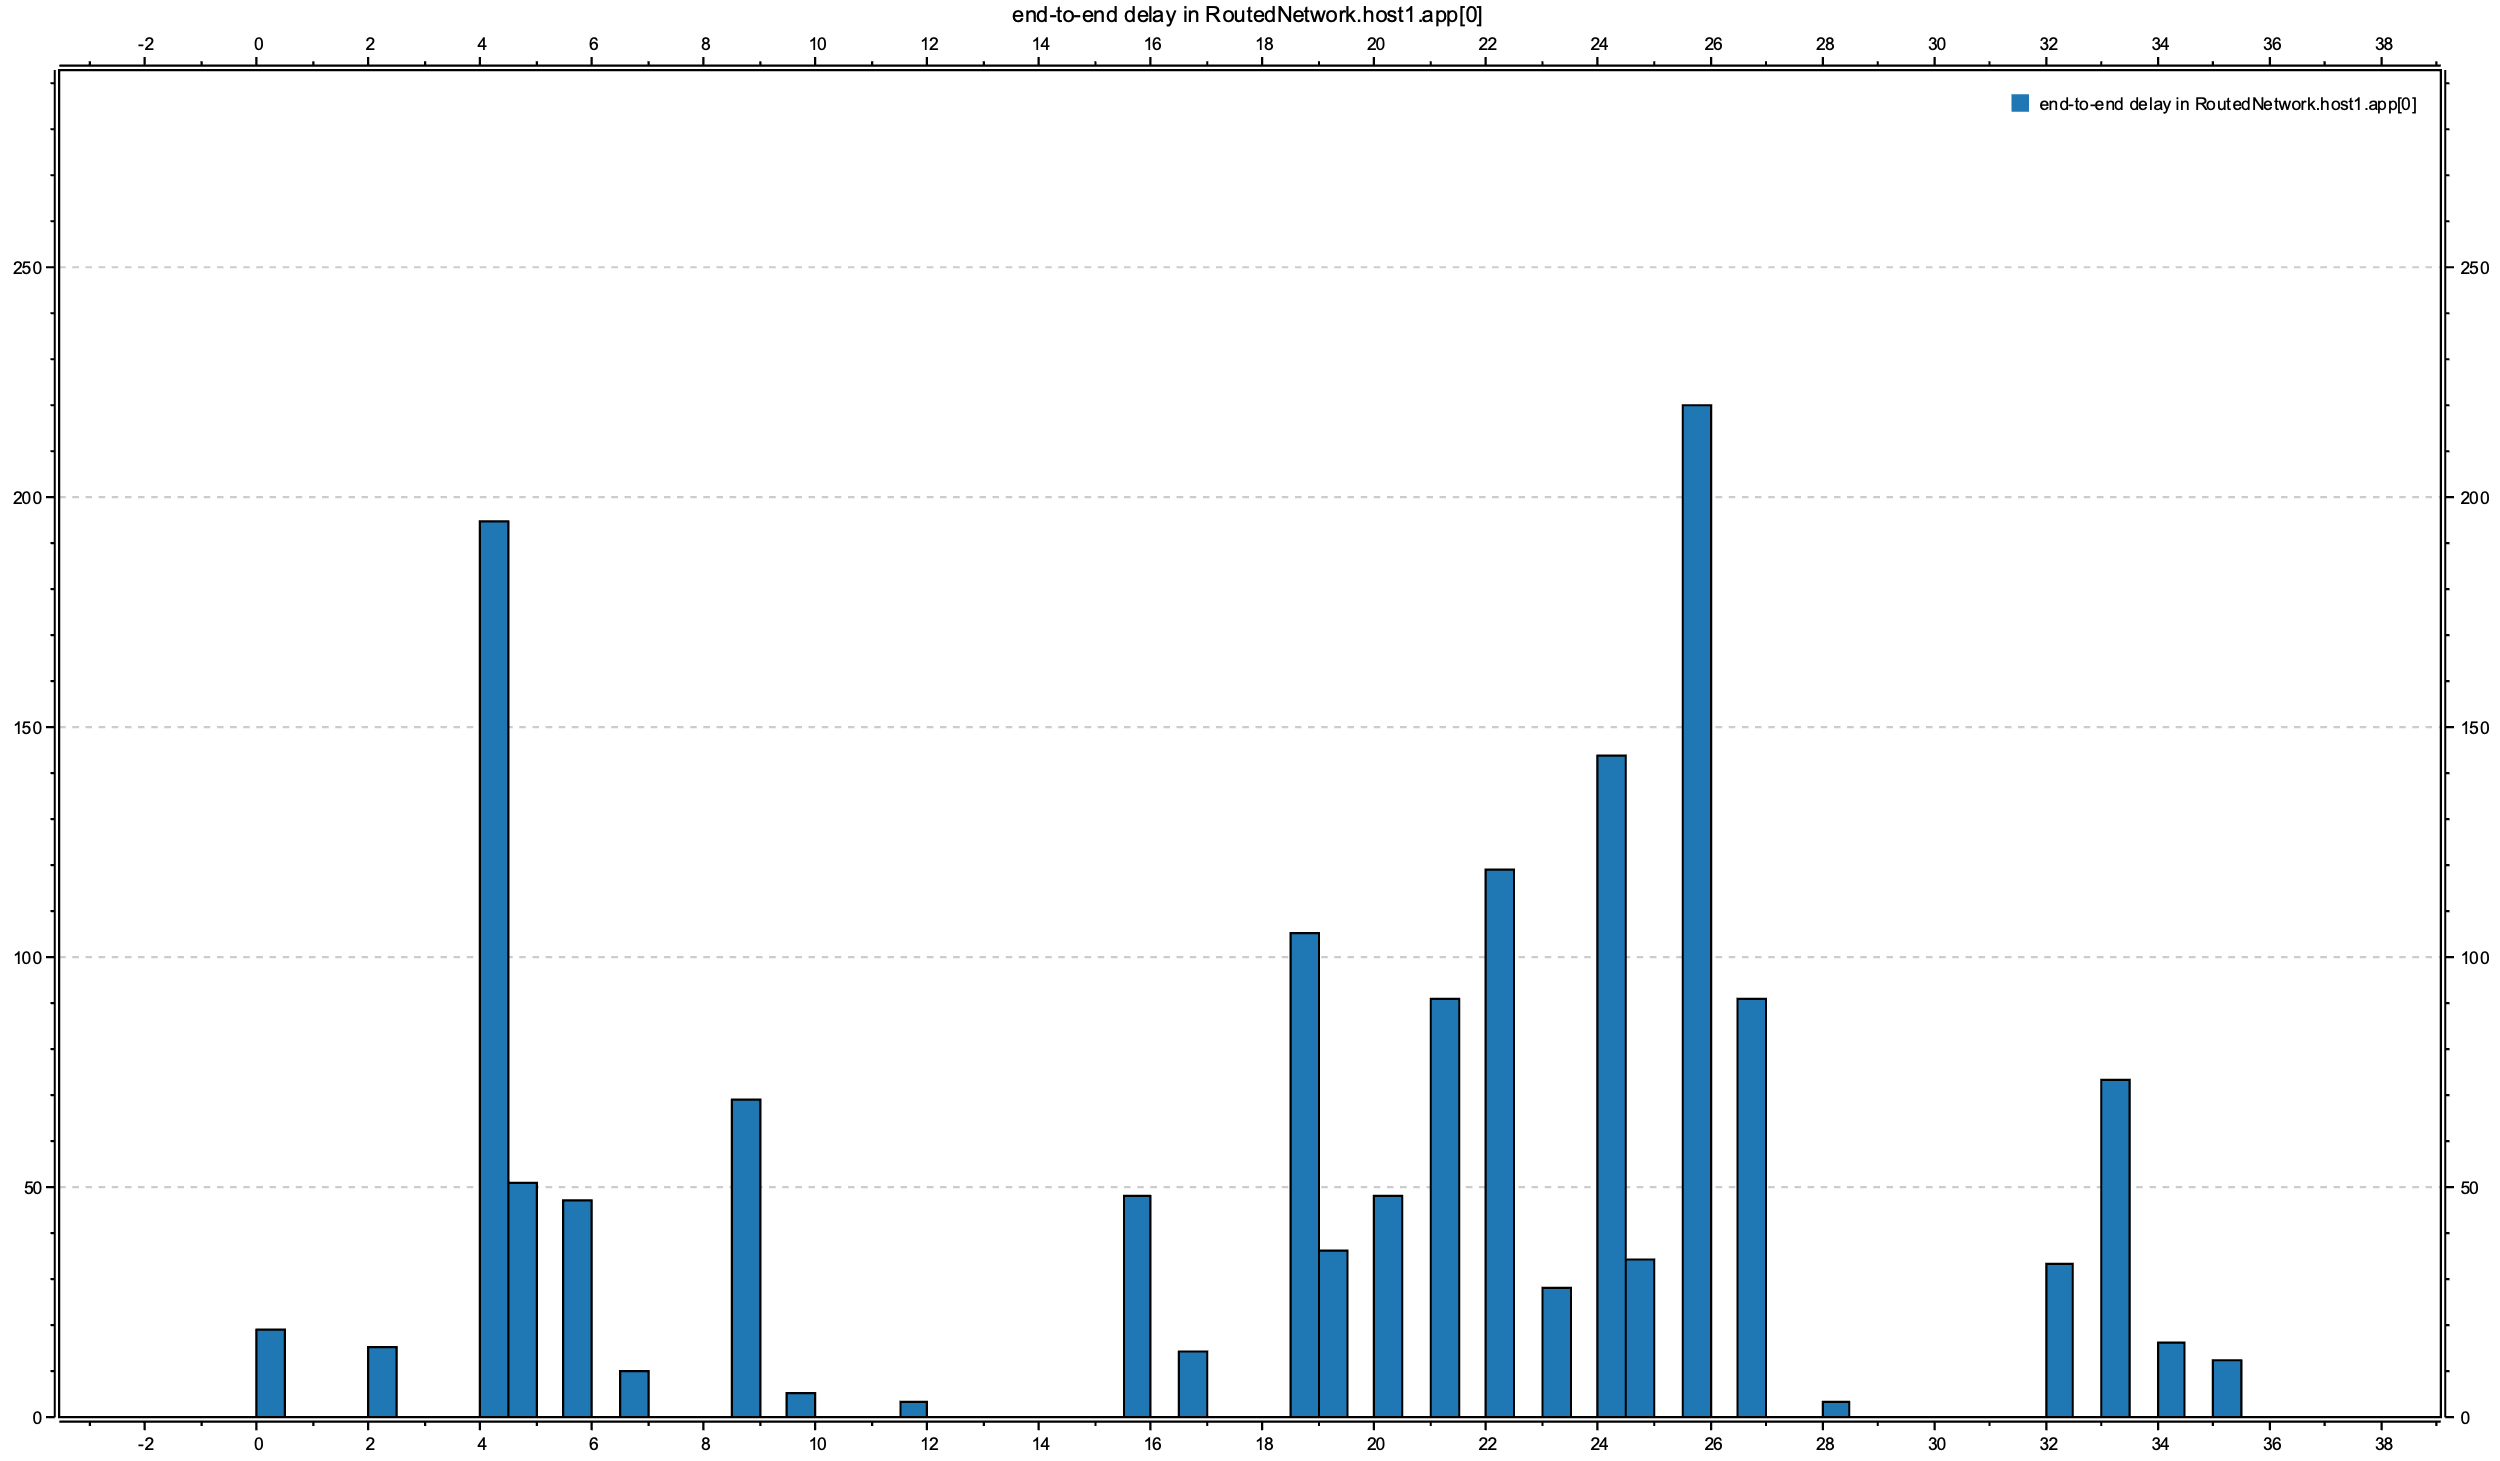 end-to-end delay in RoutedNetwork.host1.app[0]
-2 0 2 4 6 8 10 12 14 16 18 20 22 24 26 28 30 32 34 36 38
end-to-end delay in RoutedNetwork.host1.app[0]
250 250
200 200
150 150
100 100
50 50
0 0
-2 0 2 4 6 8 10 12 14 16 18 20 22 24 26 28 30 32 34 36 38